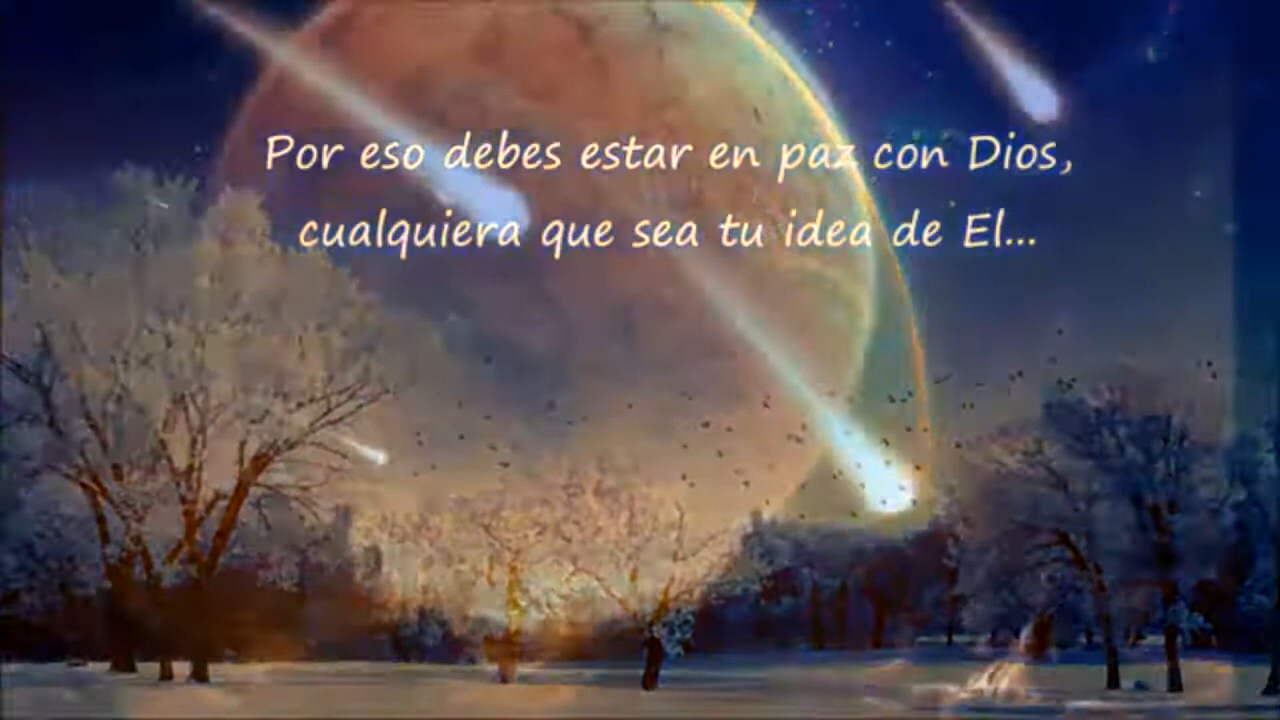 Por eso debes estar en paz con Dios,
cualquiera que sea tu idea de El...